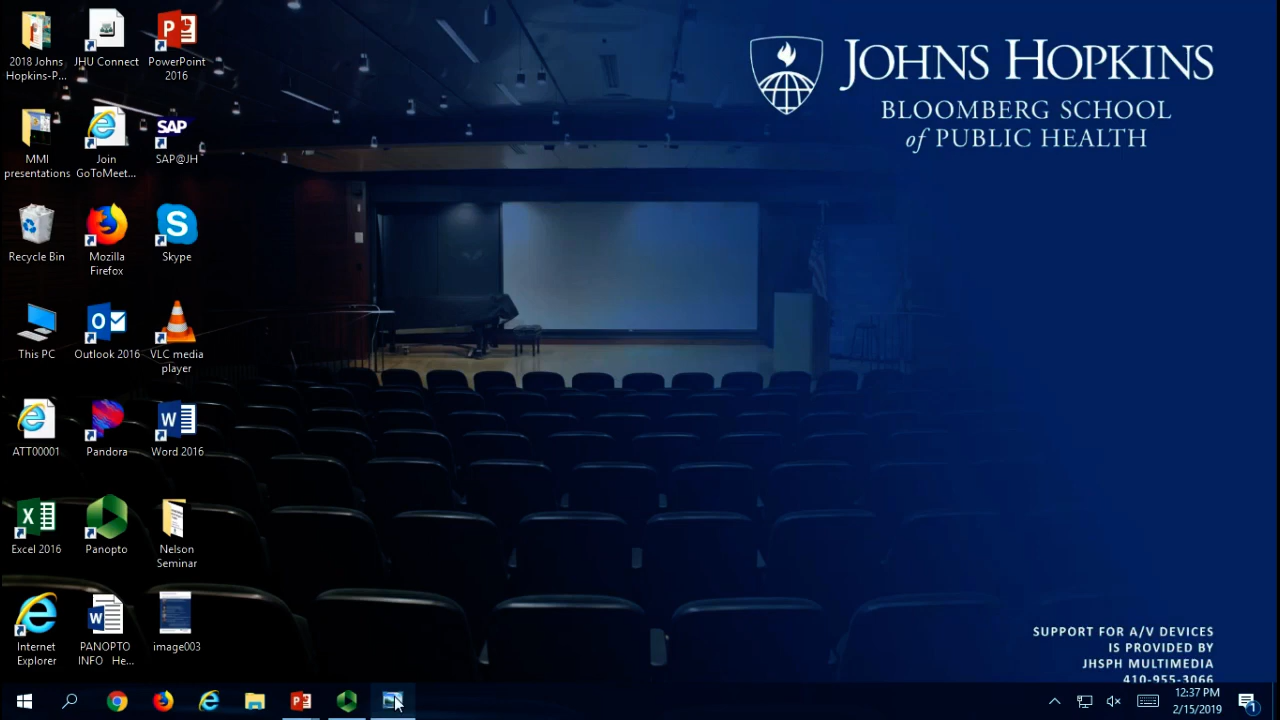 JOHNS HOPKINS
BLOOMBERG SCHOOL
of PUBLIC HEALTH
2018 Johns
Hopkins-P...
JHU Connect
PowerPoint
2016
MMI
presentations
Join
GoToMeet...
SAP
SAP@JH
Recycle Bin
Mozilla
Firefox
Skype
This PC
Outlook 2016
VLC media
player
ATT00001
Pandora
Word 2016
Excel 2016
Panopto
Nelson
Seminar
Internet
Explorer
PANOPTO
INFO He...
image003
SUPPORT FOR A/V DEVICES
IS PROVIDED BY
JHSPH MULTIMEDIA
410-955-3066
12:37 PM
2/15/2019
1